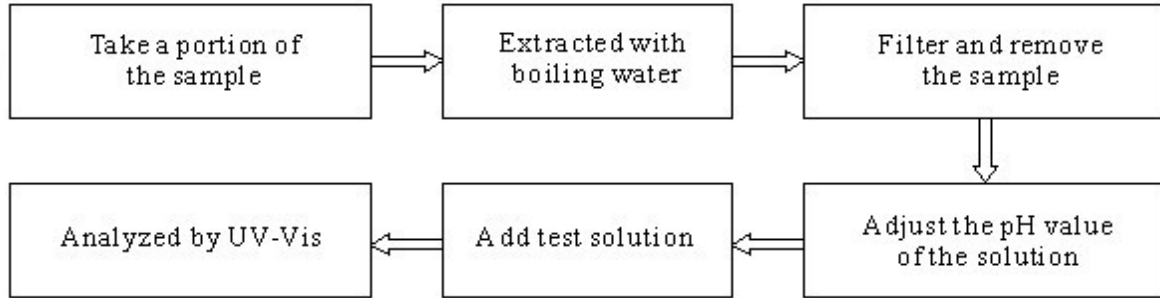 Take a portion of
the sample
Extracted with
boiling water
Filter and remove
the sample
Adjust the pH value
of the solution
Add test solution
Analyzed by UV-Vis